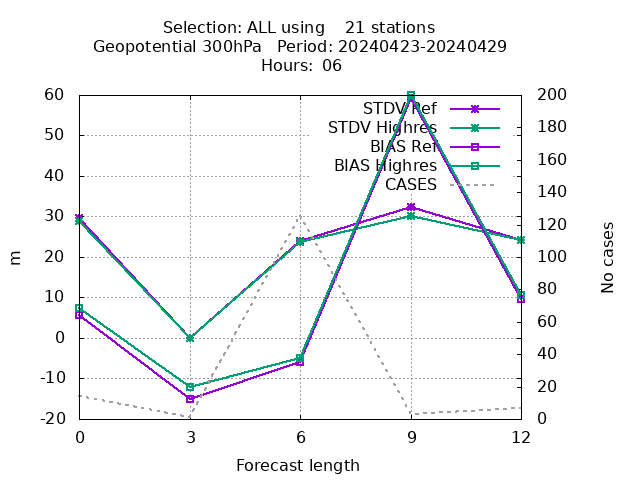 Selection: ALL using    21 stations
Geopotential 300hPa   Period: 20240423-20240429
Hours: 06
STDV Ref
STDV Highres
BIAS Ref
BIAS Highres
CASES
60
50
40
30
20
10
0
-10
-20
m
200
180
160
140
120
100
80
60
40
20
0
No cases
0 3 6 9 12
Forecast length